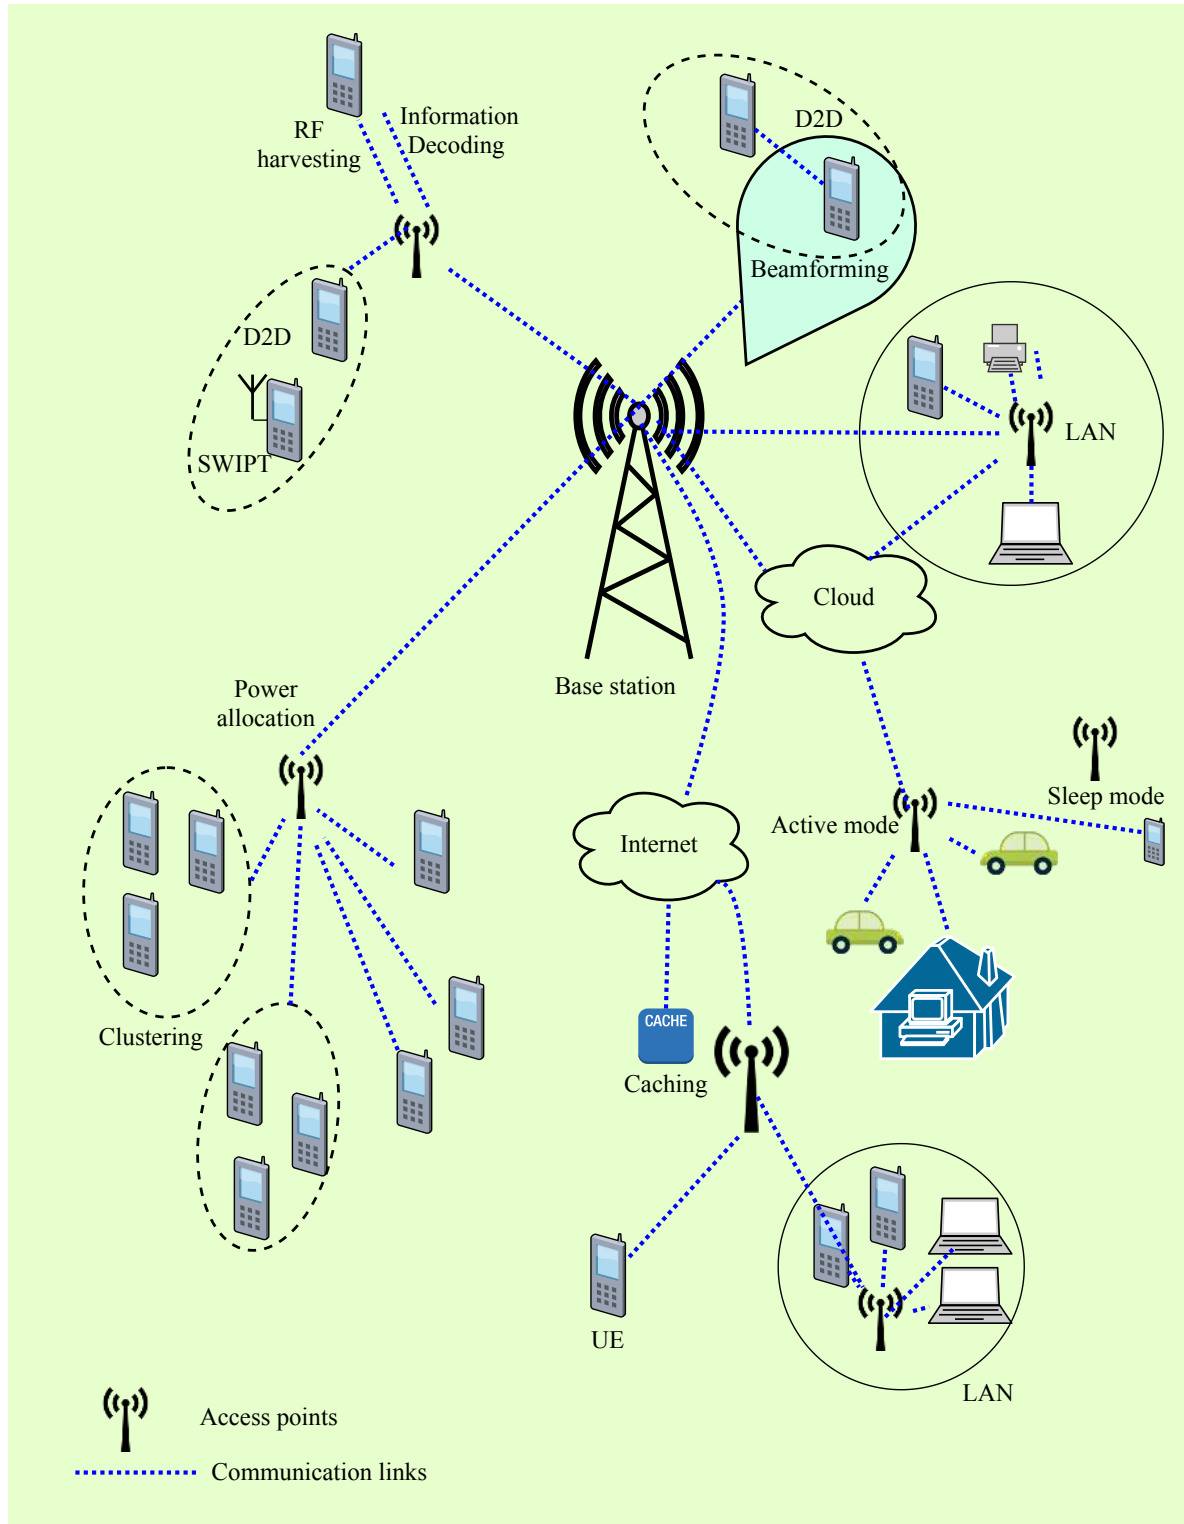 RF
harvesting
Information
Decoding
D2D
Beamforming
D2D
SWIPT
LAN
Cloud
Base station
Power
allocation
Sleep mode
Active mode
Internet
Clustering
CACHE
Caching
UE
LAN
Access points
Communication links